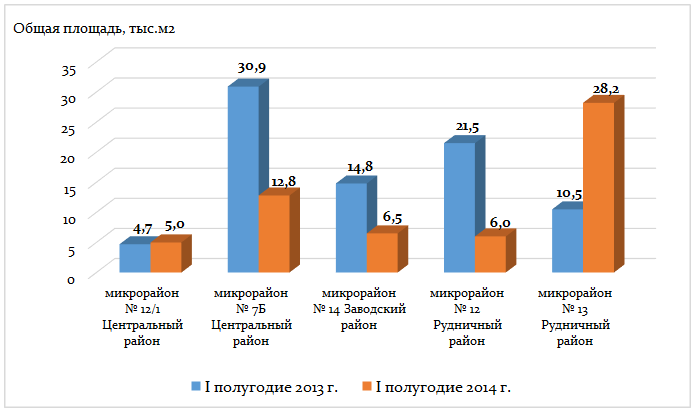 Общая площадь, тыс.м2
35
30
25
20
15
10
5
0
4,7
5,0
30,9
12,8
14,8
6,5
21,5
6,0
10,5
28,2
микрорайон
№ 12/1
Центральный
район
микрорайон
№ 7Б
Центральный
район
микрорайон
№ 14 Заводский
район
микрорайон
№ 12
Рудничный
район
микрорайон
№ 13
Рудничный
район
I полугодие 2013 г.
I полугодие 2014 г.